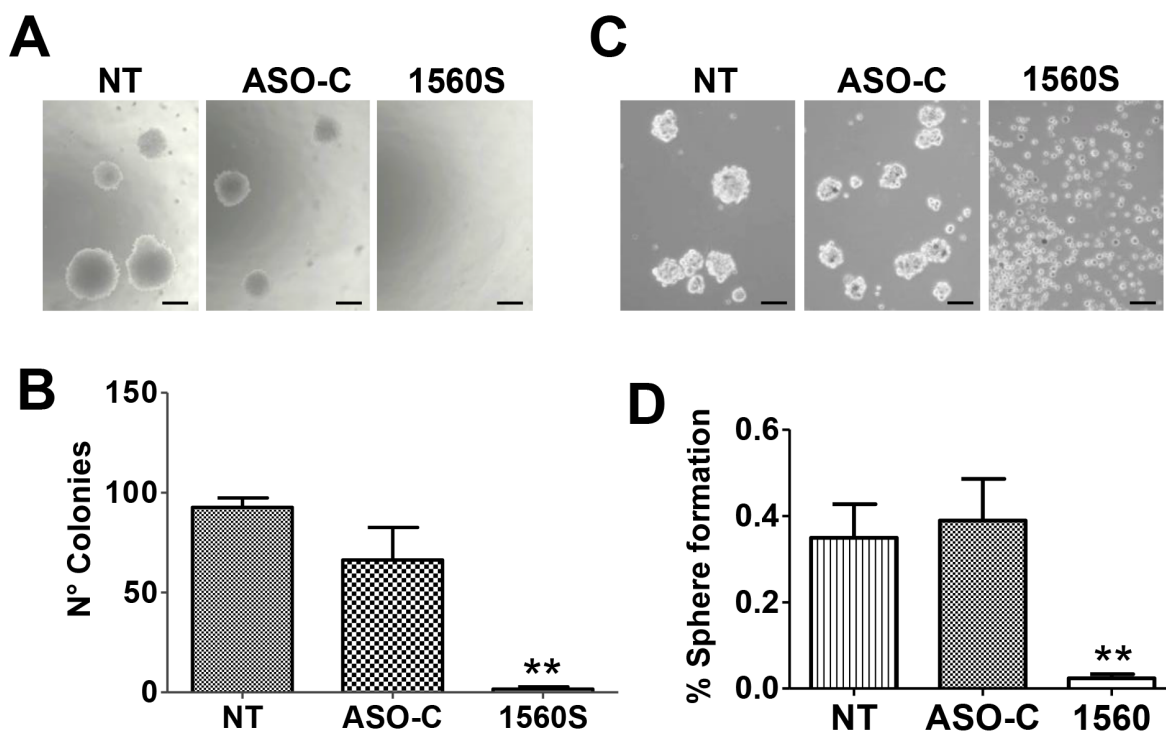 A
NT ASO-C 1560S
B
N° Colonies
150
100
50
0
NT ASO-C 1560S
**
C
NT ASO-C 1560S
D
% Sphere formation
0.6
0.4
0.2
0.0
NT ASO-C 1560
**